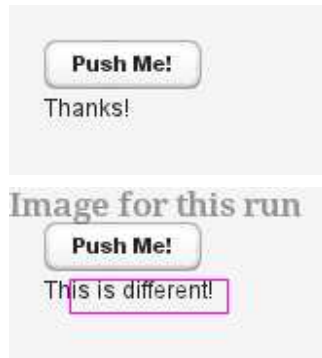 Push Me!
Thanks!
Image for this run
Push Me!
This is different!